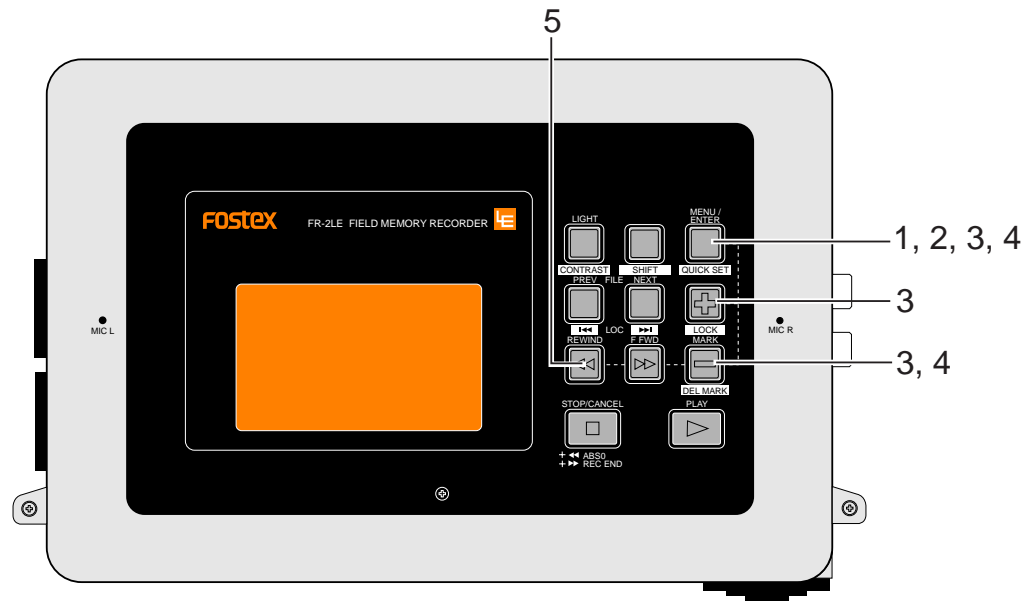 5
FOSTEX FR-2LE FIELD MEMORY RECORDER LE
LIGHT MENU / ENTER
1, 2, 3, 4
CONTRAST SHIFT QUICK SET
PREV FILE NEXT
3
MIC L LOC LOCK MIC R
REWIND F FWD MARK
3, 4
DEL MARK
STOP/CANCEL PLAY
+ ◀◀ ABS0
+ ▶▶ REC END